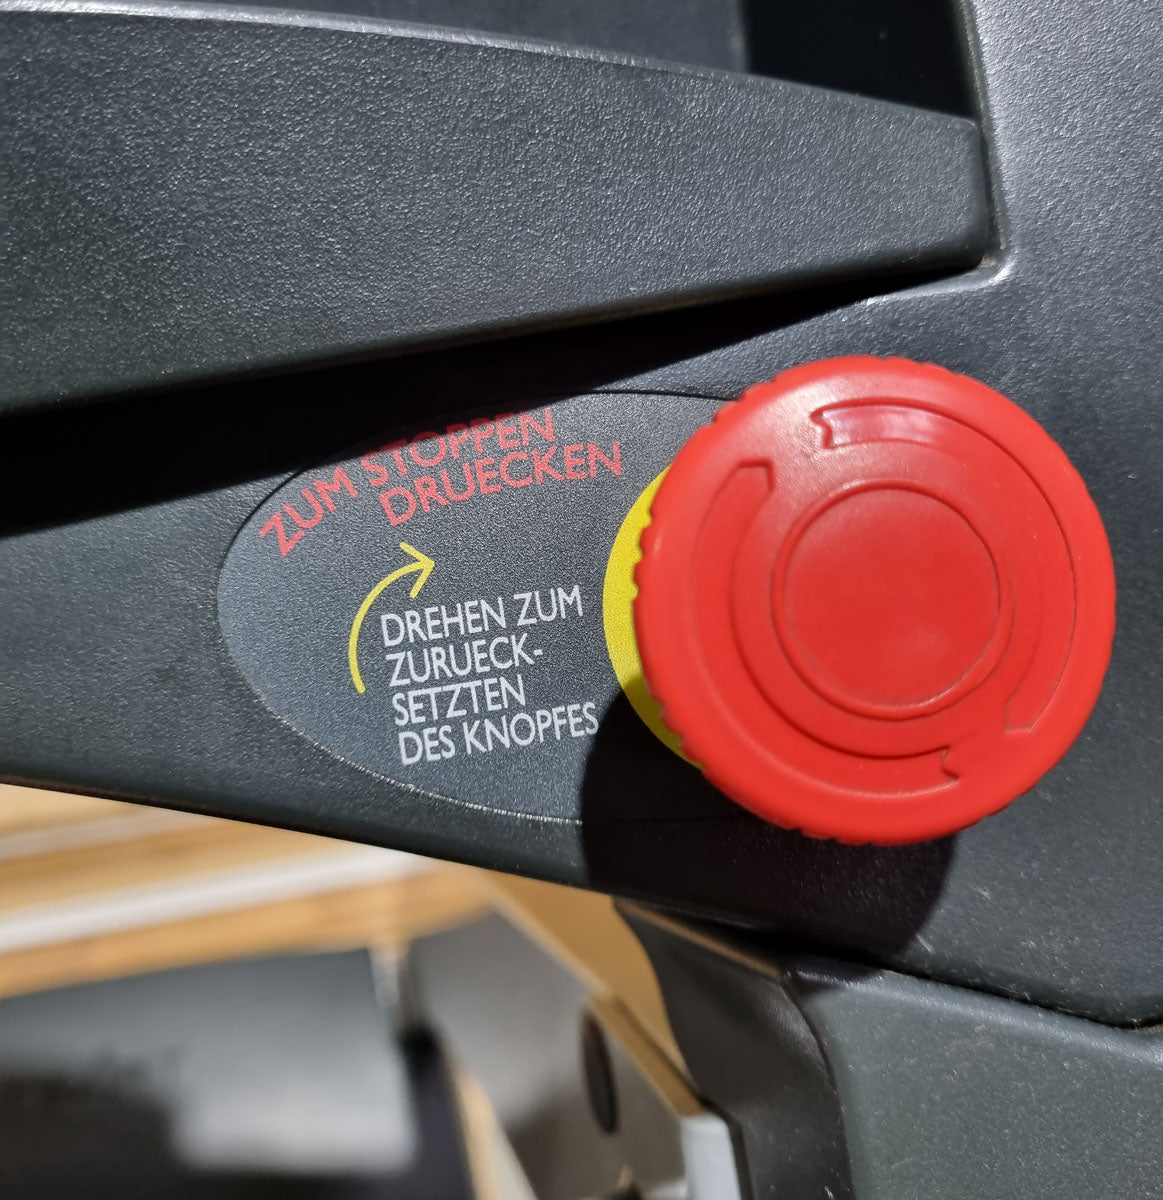 ZUM STOPPEN
DRUECKEN
DREHEN ZUM
ZURUECK-
SETZTEN
DES KNOPFES